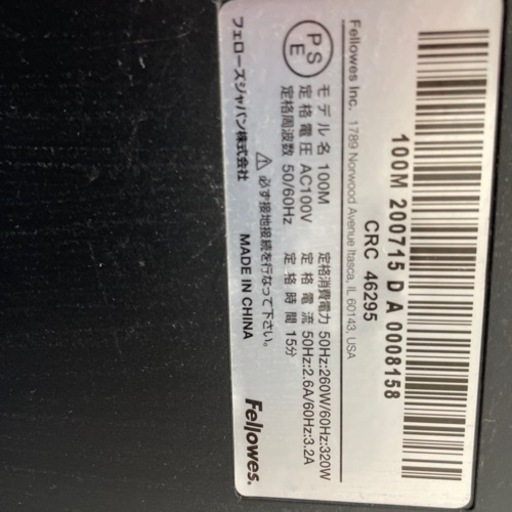 100M 200715 D A 0008158
CRC 46295
Fellowes Inc. 1789 Norwood Avenue Itasca, IL 60143, USA
PSE
モデル名 100M
定格消費電力 50Hz:260W/60Hz:320W
定格電圧 AC100V
定格電流 50Hz:2.6A/60Hz:3.2A
定格周波数 50/60Hz
定格時間 15分
必ず接地接続を行なって下さい。
フェローズジャパン株式会社
MADE IN CHINA
Fellowes.